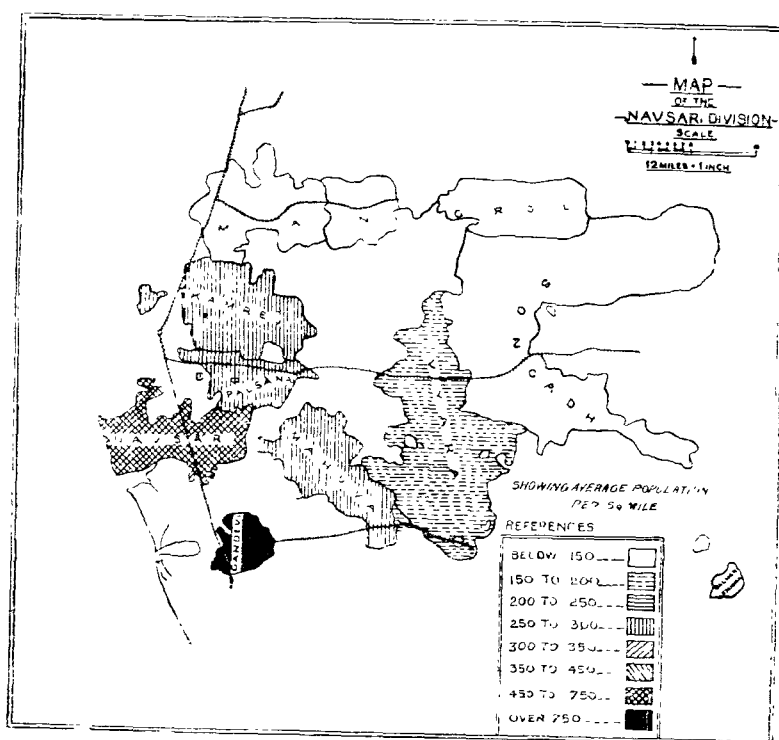 MAP
OF THE
NAVSARI DIVISION
SCALE
12 MILES = 1 INCH
KAMREJ
PALSANA
NAVSARI
GANDEVI
SONGADH
SHOWING AVERAGE POPULATION
PER SQ MILE
REFERENCES
BELOW 150
150 TO 200
200 TO 250
250 TO 300
300 TO 350
350 TO 450
450 TO 750
OVER 750